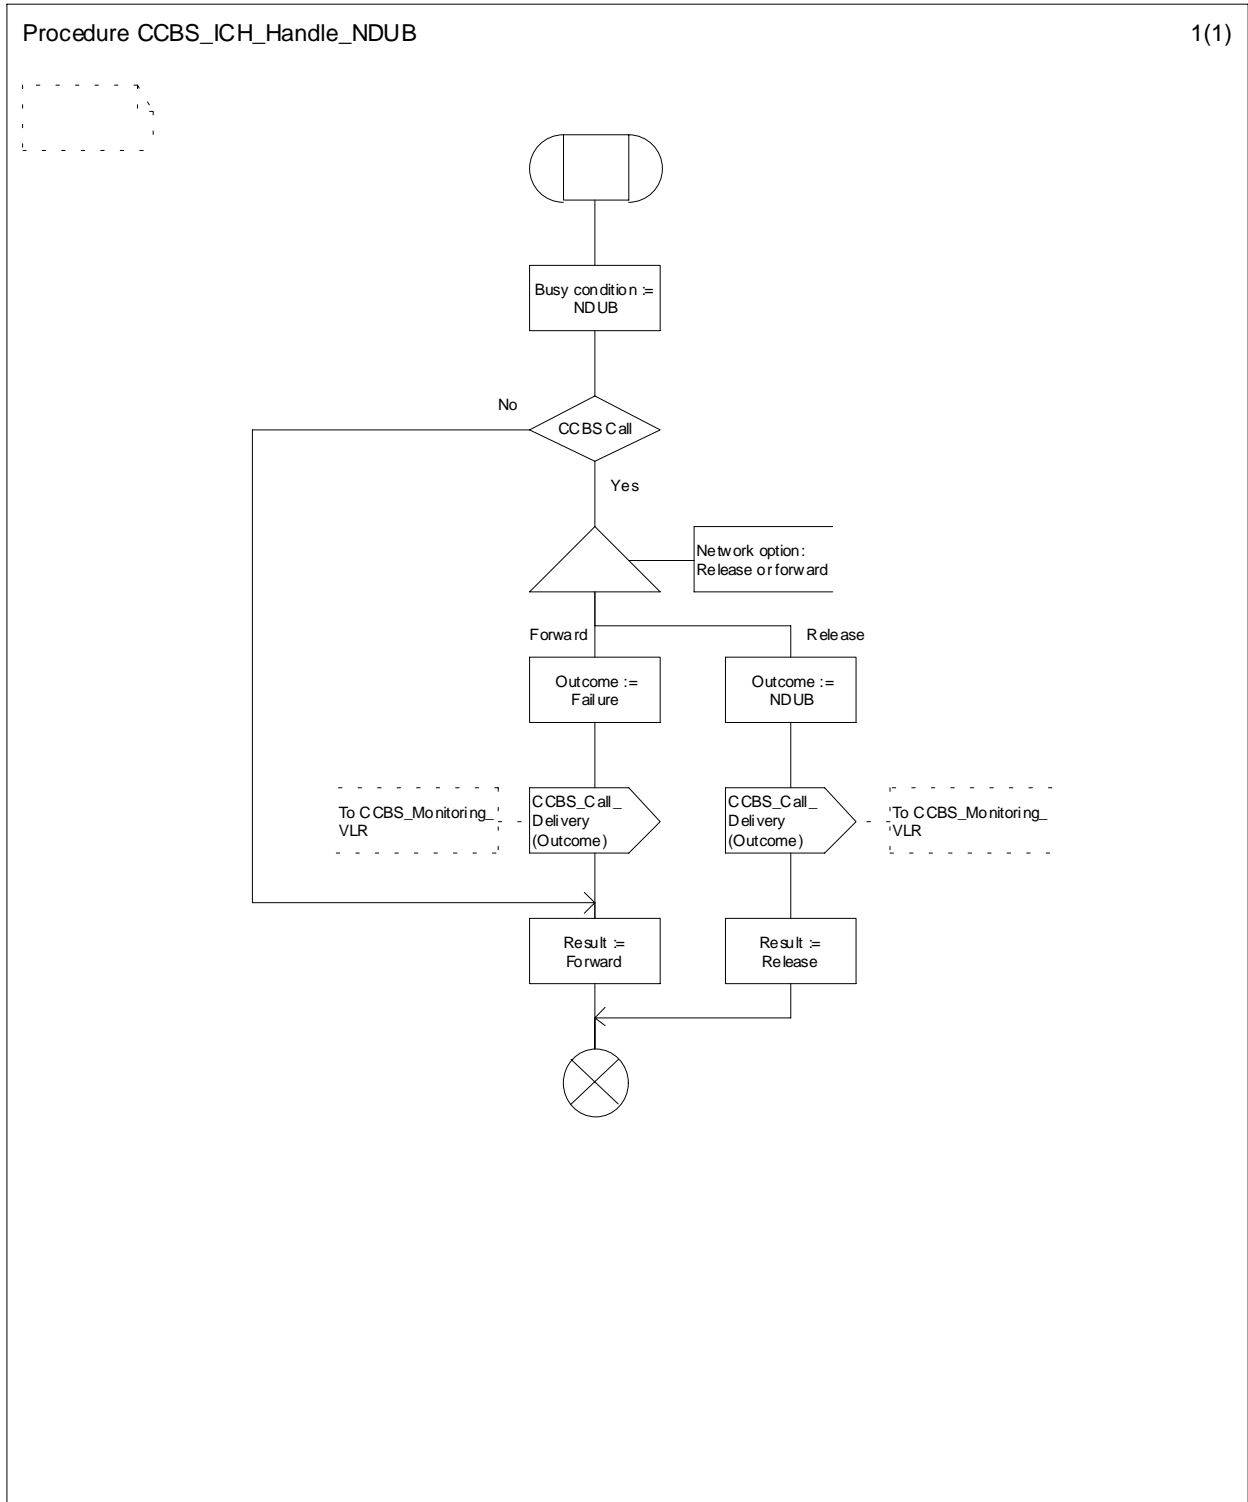 Procedure CCBS_ICH_Handle_NDUB
1(1)
Busy condition :=
NDUB
No
CCBS Call
Yes
Network option:
Release or forward
Forward
Release
Outcome :=
Failure
Outcome :=
NDUB
To CCBS_Monitoring_
VLR
CCBS_Call_
Delivery
(Outcome)
CCBS_Call_
Delivery
(Outcome)
To CCBS_Monitoring_
VLR
Result :=
Forward
Result :=
Release